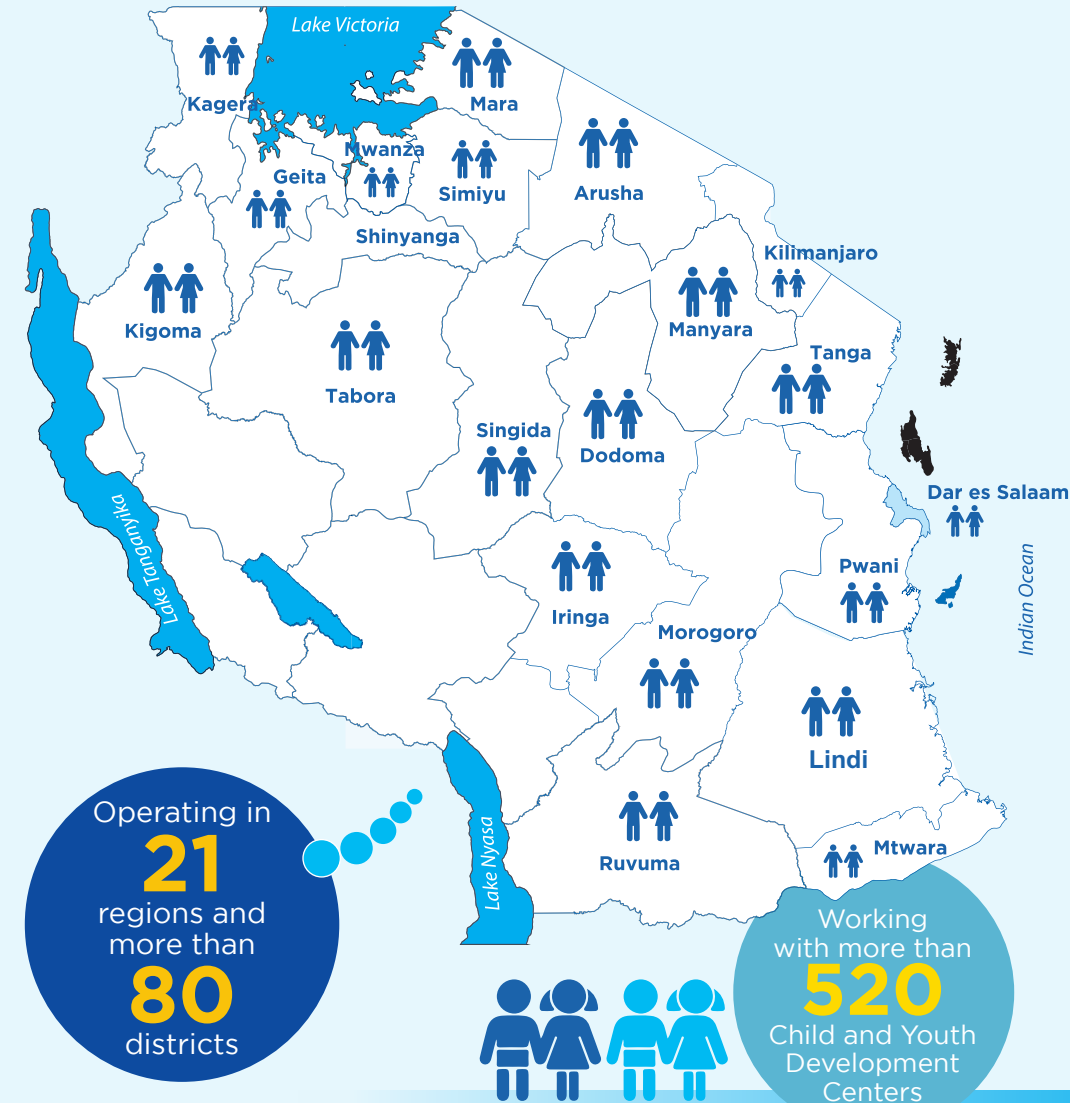 Lake Victoria
Kagera
Mara
Mwanza
Geita
Simiyu
Arusha
Shinyanga
Kilimanjaro
Kigoma
Manyara
Tanga
Tabora
Singida
Dodoma
Dar es Salaam
Lake Tanganyika
Indian Ocean
Pwani
Iringa
Morogoro
Lindi
Ruvuma
Mtwara
Lake Nyasa
Operating in
21
regions and
more than
80
districts
Working
with more than
520
Child and Youth
Development
Centers